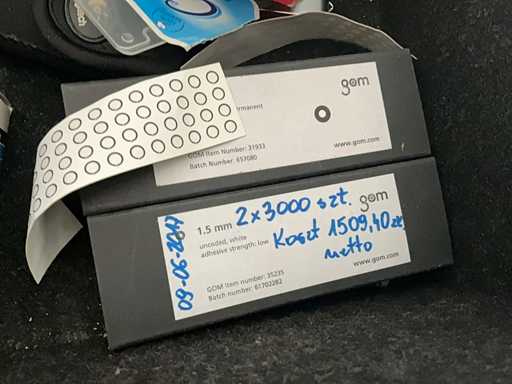 gom
rmanent
GOM Item Number: 31933
Batch Number: 657080
www.gom.com
09-06-2017
1.5 mm 2x3000 szt.
gom
uncoded, white
adhesive strength: low
Koszt 1509,40 zł
netto
www.gom.com
GOM Item number: 35235
Batch number: 61702282